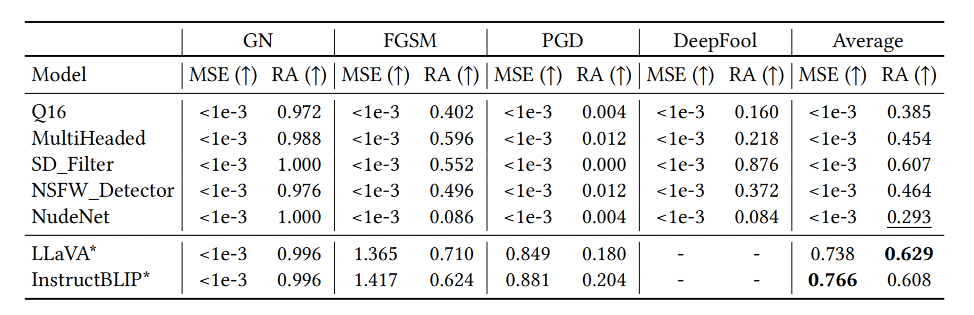 GN FGSM PGD DeepFool Average
Model MSE (↑) RA (↑) MSE (↑) RA (↑) MSE (↑) RA (↑) MSE (↑) RA (↑) MSE (↑) RA (↑)
Q16 <1e-3 0.972 <1e-3 0.402 <1e-3 0.004 <1e-3 0.160 <1e-3 0.385
MultiHeaded <1e-3 0.988 <1e-3 0.596 <1e-3 0.012 <1e-3 0.218 <1e-3 0.454
SD_Filter <1e-3 1.000 <1e-3 0.552 <1e-3 0.000 <1e-3 0.876 <1e-3 0.607
NSFW_Detector <1e-3 0.976 <1e-3 0.496 <1e-3 0.012 <1e-3 0.372 <1e-3 0.464
NudeNet <1e-3 1.000 <1e-3 0.086 <1e-3 0.004 <1e-3 0.084 <1e-3 0.293
LLaVA* <1e-3 0.996 1.365 0.710 0.849 0.180 - - 0.738 0.629
InstructBLIP* <1e-3 0.996 1.417 0.624 0.881 0.204 - - 0.766 0.608